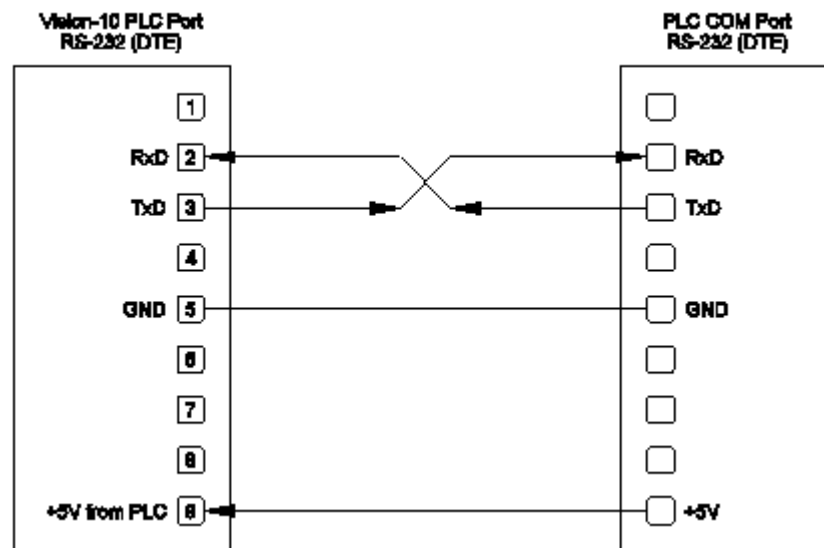 Vision-10 PLC Port
RS-232 (DTE)
PLC COM Port
RS-232 (DTE)
1
RxD 2
RxD
TxD 3
TxD
4
GND 5
GND
6
7
8
+5V from PLC 9
+5V